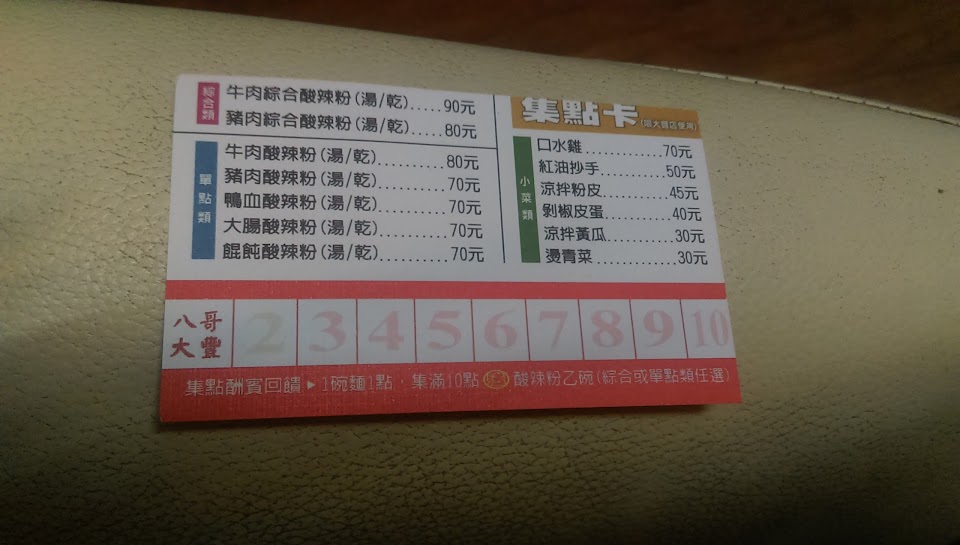 綜合類
牛肉綜合酸辣粉(湯/乾).....90元
豬肉綜合酸辣粉(湯/乾).....80元
單點類
牛肉酸辣粉(湯/乾)..........80元
豬肉酸辣粉(湯/乾)..........70元
鴨血酸辣粉(湯/乾)..........70元
大腸酸辣粉(湯/乾)..........70元
餛飩酸辣粉(湯/乾)..........70元
集點卡(限大豐店使用)
小菜類
口水雞.............70元
紅油抄手...........50元
涼拌粉皮...........45元
剝椒皮蛋...........40元
涼拌黃瓜...........30元
燙青菜.............30元
八哥
大豐
2 3 4 5 6 7 8 9 10
集點酬賓回饋▸1碗麵1點,集滿10點 酸辣粉乙碗(綜合或單點類任選)